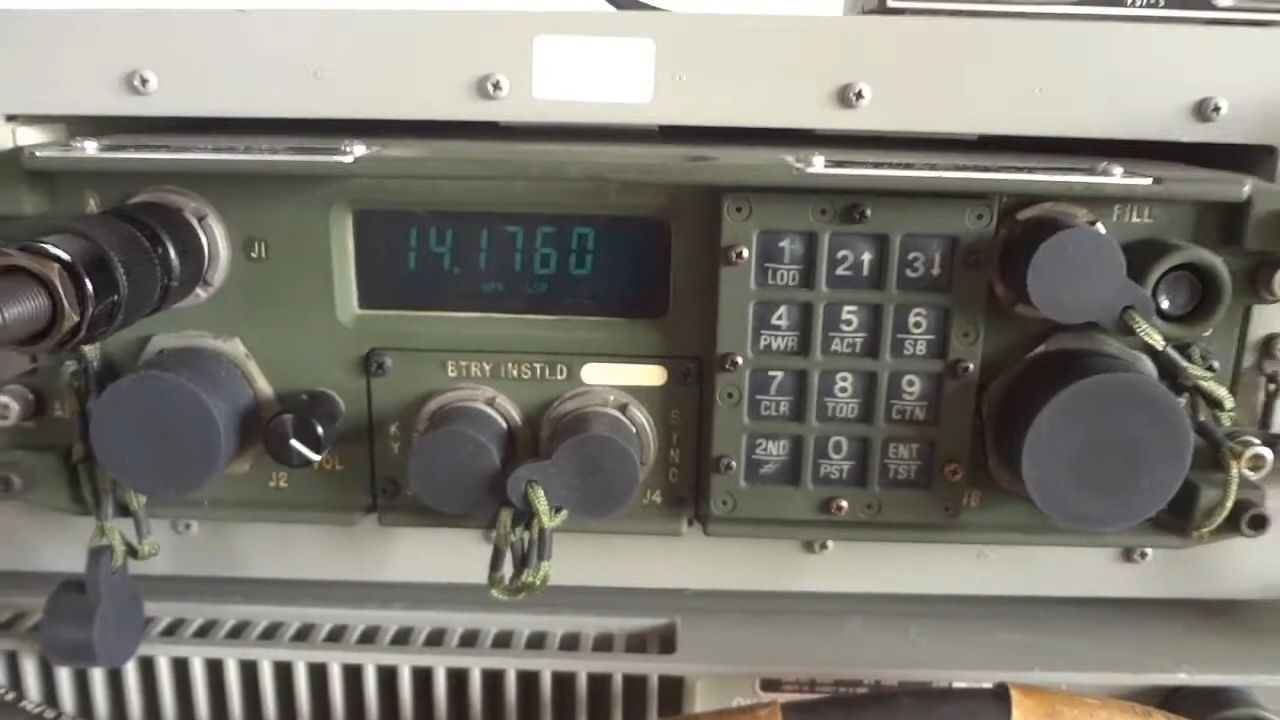 FILL
J1
14.1760
1
LOD
2↑
3↓
4
PWR
5
ACT
6
SB
BTRY INSTLD
7
CLR
8
TOD
9
CTN
KY
SYNC
VOL
J2
J4
2ND
#
0
PST
ENT
TST